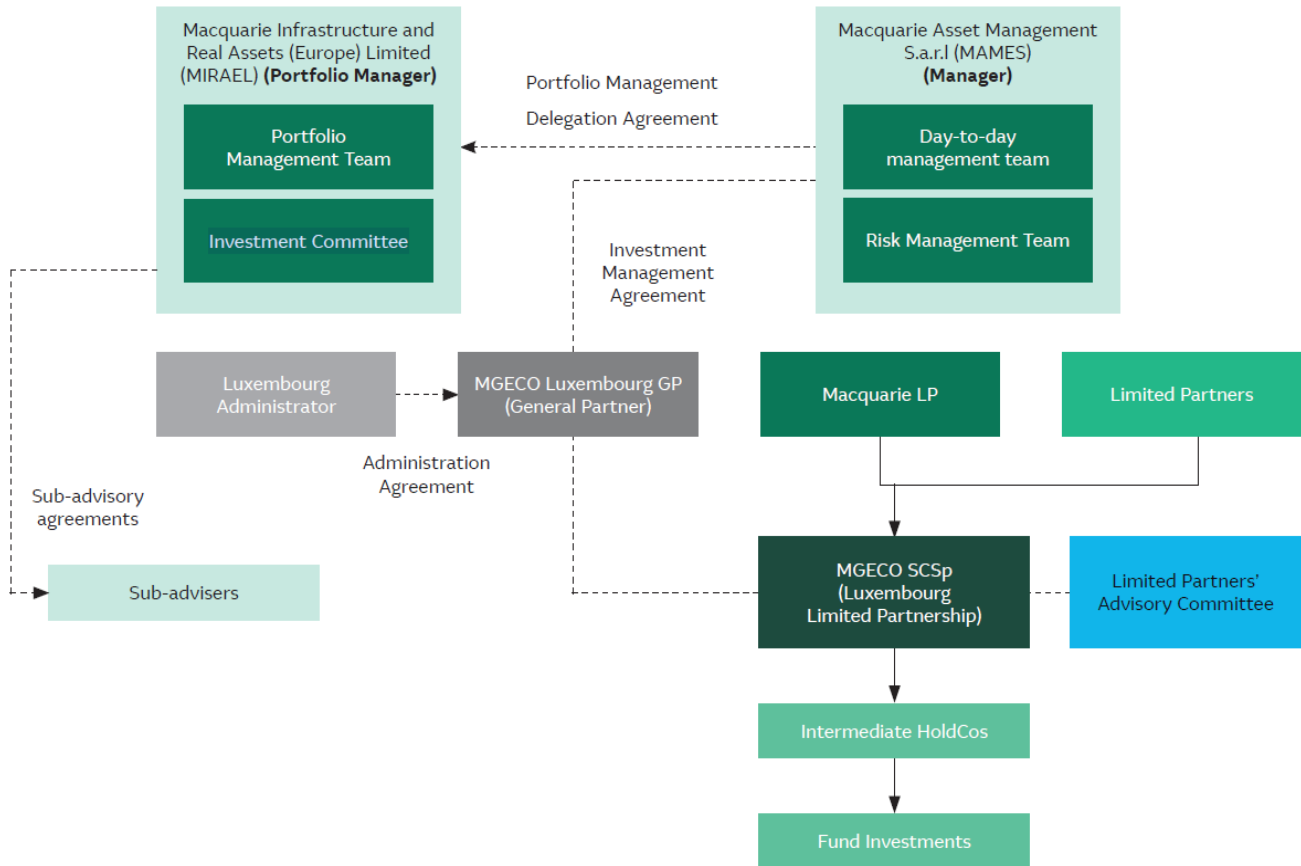 Macquarie Infrastructure and
Real Assets (Europe) Limited
(MIRAEL) (Portfolio Manager)
Portfolio
Management Team
Investment Committee
Portfolio Management
Delegation Agreement
Macquarie Asset Management
S.a.r.l (MAMES)
(Manager)
Day-to-day
management team
Risk Management Team
Investment
Management
Agreement
Luxembourg
Administrator
MGECO Luxembourg GP
(General Partner)
Macquarie LP
Limited Partners
Administration
Agreement
Sub-advisory
agreements
Sub-advisers
MGECO SCSp
(Luxembourg
Limited Partnership)
Limited Partners'
Advisory Committee
Intermediate HoldCos
Fund Investments